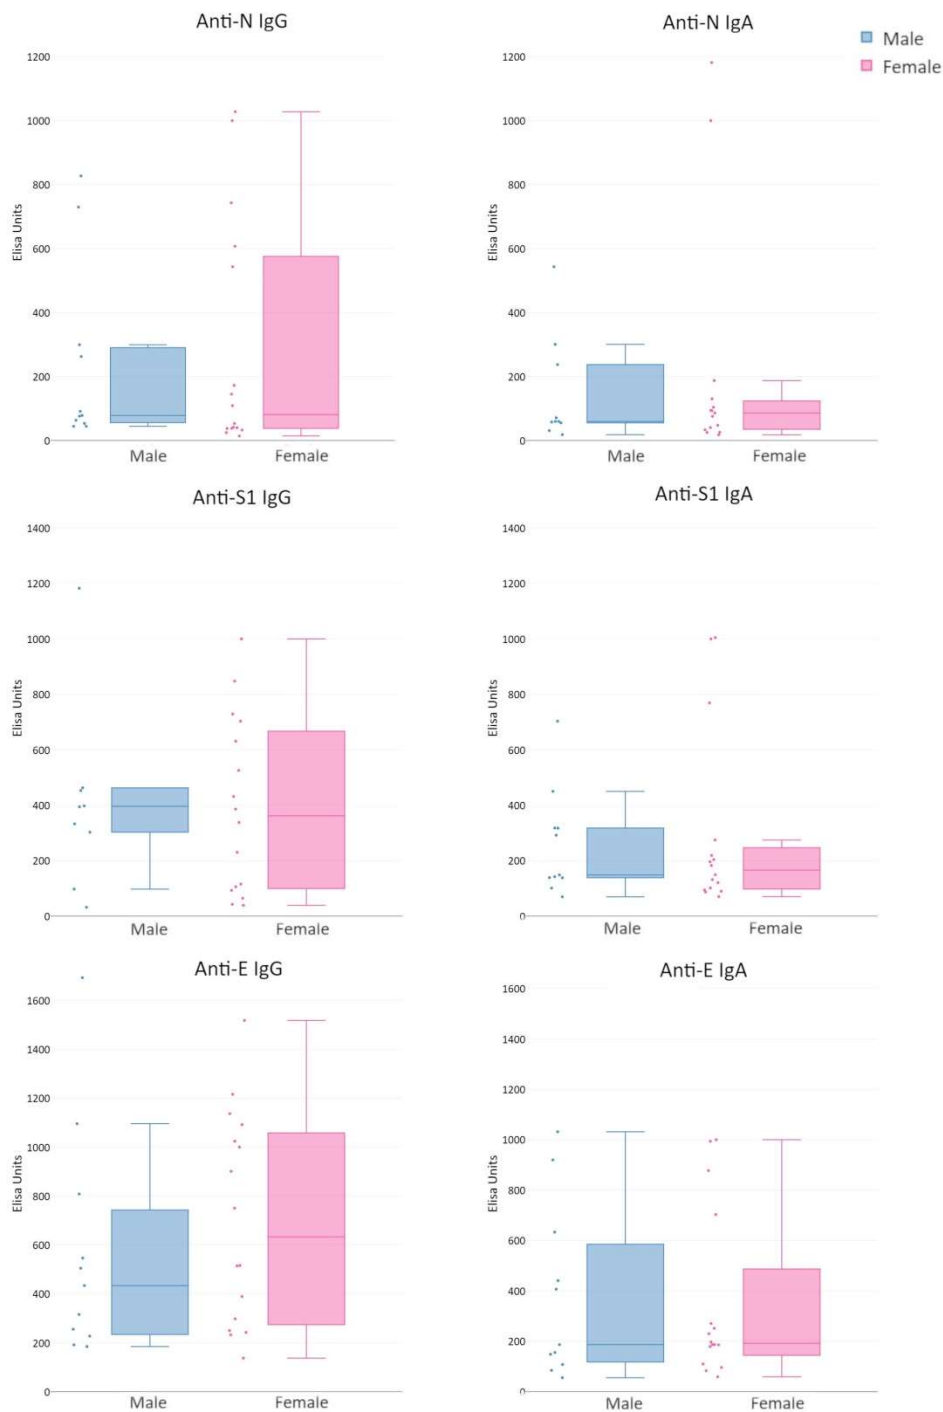 Anti-N IgG
1200
1000
800
600
400
200
0
Elisa Units
Male
Female
Anti-N IgA
1200
1000
800
600
400
200
0
Elisa Units
Male
Female
Male
Female
Anti-S1 IgG
1400
1200
1000
800
600
400
200
0
Elisa Units
Male
Female
Anti-S1 IgA
1400
1200
1000
800
600
400
200
0
Elisa Units
Male
Female
Anti-E IgG
1600
1400
1200
1000
800
600
400
200
0
Elisa Units
Male
Female
Anti-E IgA
1600
1400
1200
1000
800
600
400
200
0
Elisa Units
Male
Female